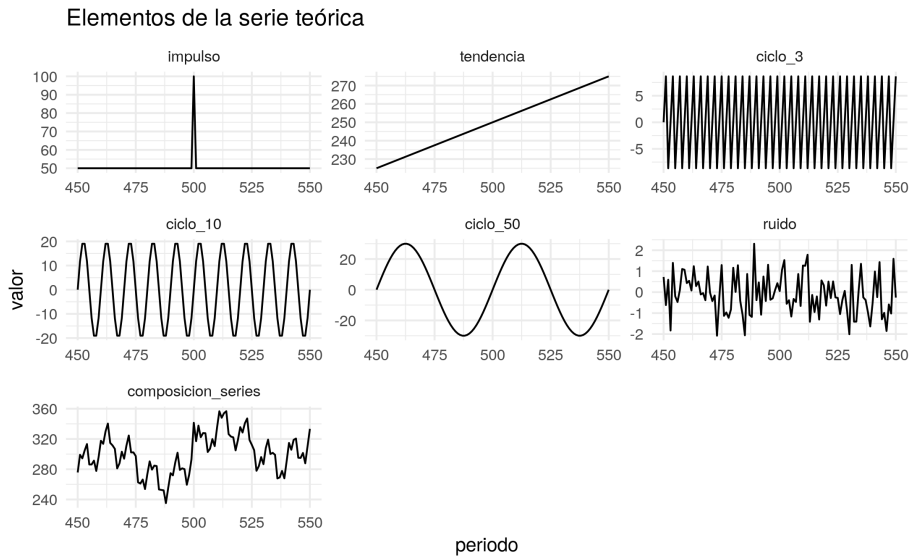 Elementos de la serie teórica
impulso
tendencia
ciclo_3
100
90
80
70
60
50
450 475 500 525 550
270
260
250
240
230
450 475 500 525 550
5
0
-5
450 475 500 525 550
ciclo_10
ciclo_50
ruido
valor
20
10
0
-10
-20
450 475 500 525 550
20
0
-20
450 475 500 525 550
2
1
0
-1
-2
450 475 500 525 550
composicion_series
360
320
280
240
450 475 500 525 550
periodo